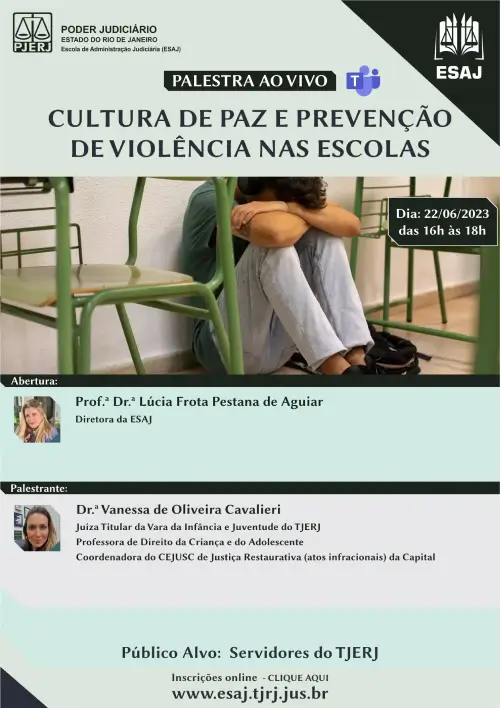 PJERJ
PODER JUDICIÁRIO
ESTADO DO RIO DE JANEIRO
Escola de Administração Judiciária (ESAJ)
ESAJ
PALESTRA AO VIVO
T
CULTURA DE PAZ E PREVENÇÃO
DE VIOLÊNCIA NAS ESCOLAS
Dia: 22/06/2023
das 16h às 18h
Abertura:
Prof.ª Dr.ª Lúcia Frota Pestana de Aguiar
Diretora da ESAJ
Palestrante:
Dr.ª Vanessa de Oliveira Cavalieri
Juíza Titular da Vara da Infância e Juventude do TJERJ
Professora de Direito da Criança e do Adolescente
Coordenadora do CEJUSC de Justiça Restaurativa (atos infracionais) da Capital
Público Alvo: Servidores do TJERJ
Inscrições online - CLIQUE AQUI
www.esaj.tjrj.jus.br